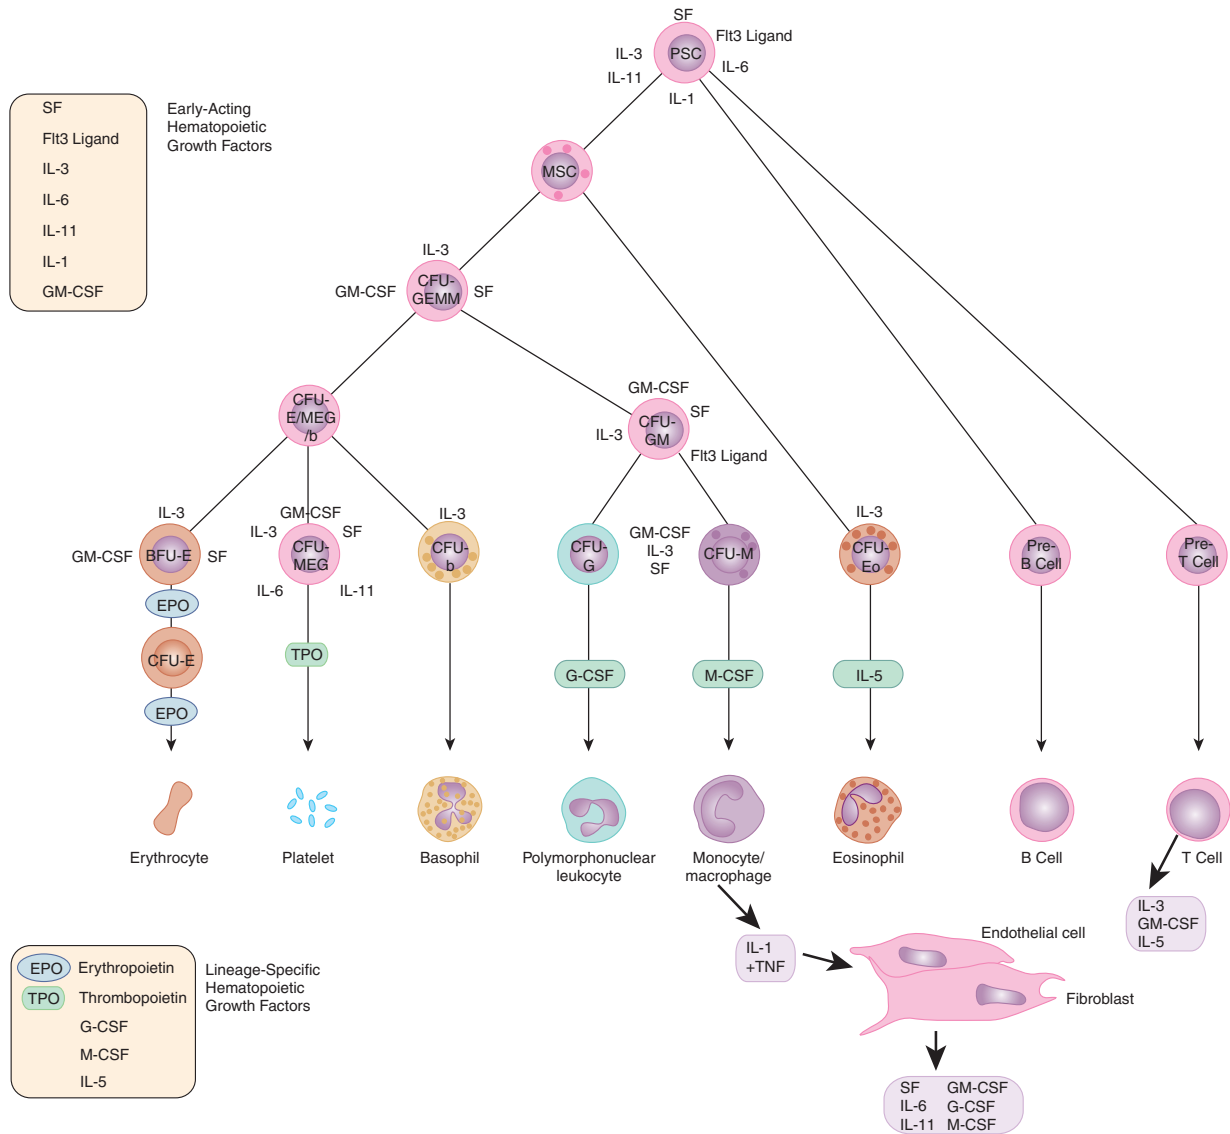 SF
Flt3 Ligand
PSC
IL-3
IL-6
IL-11
IL-1
SF
Flt3 Ligand
IL-3
IL-6
IL-11
IL-1
GM-CSF
Early-Acting
Hematopoietic
Growth Factors
MSC
IL-3
CFU-
GEMM
GM-CSF
SF
CFU-
E/MEG
/b
GM-CSF
SF
CFU-
GM
IL-3
Flt3 Ligand
IL-3
GM-CSF
BFU-E
SF
EPO
CFU-E
EPO
GM-CSF
IL-3
SF
CFU-
MEG
IL-6
IL-11
TPO
IL-3
CFU-
b
CFU-
G
G-CSF
GM-CSF
IL-3
SF
CFU-M
M-CSF
IL-3
CFU-
Eo
IL-5
Pre-
B Cell
Pre-
T Cell
Erythrocyte
Platelet
Basophil
Polymorphonuclear
leukocyte
Monocyte/
macrophage
Eosinophil
B Cell
T Cell
IL-3
GM-CSF
IL-5
IL-1
+TNF
Endothelial cell
Fibroblast
EPO Erythropoietin
TPO Thrombopoietin
G-CSF
M-CSF
IL-5
Lineage-Specific
Hematopoietic
Growth Factors
SF GM-CSF
IL-6 G-CSF
IL-11 M-CSF